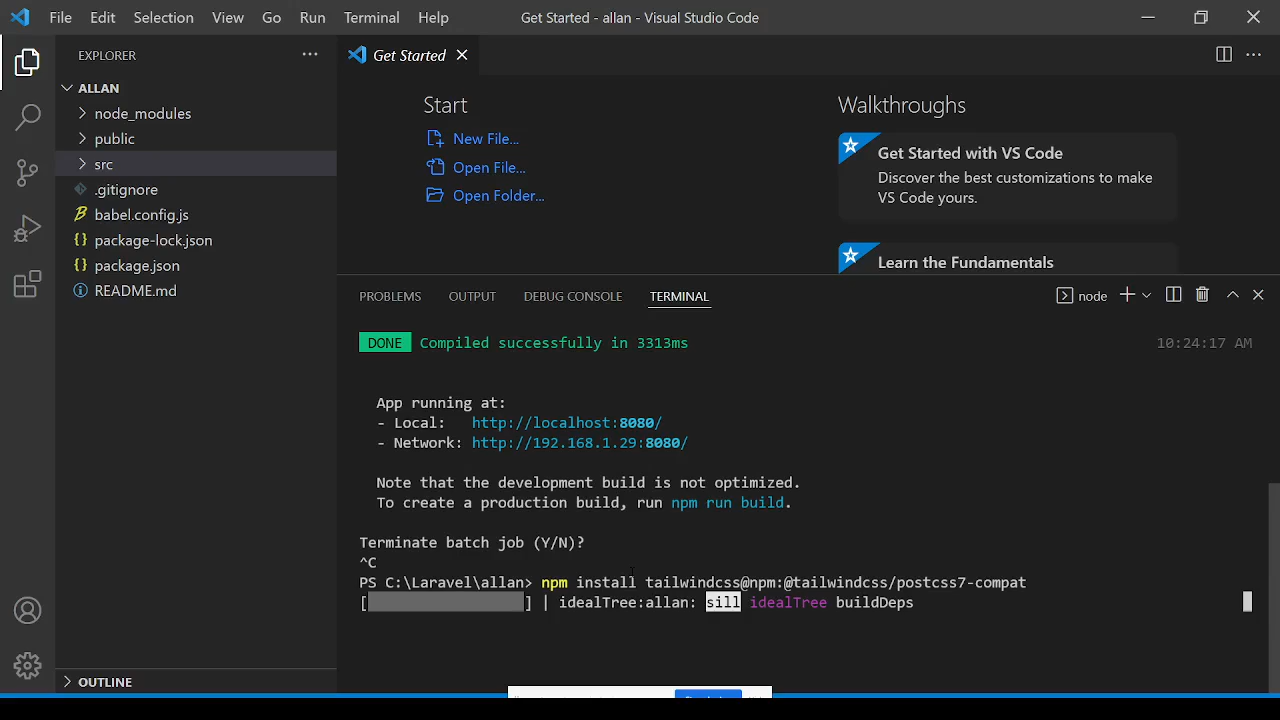 File Edit Selection View Go Run Terminal Help Get Started - allan - Visual Studio Code
EXPLORER
Get Started
ALLAN
node_modules
public
src
.gitignore
babel.config.js
package-lock.json
package.json
README.md
OUTLINE
Start
New File...
Open File...
Open Folder...
Walkthroughs
Get Started with VS Code
Discover the best customizations to make
VS Code yours.
Learn the Fundamentals
PROBLEMS OUTPUT DEBUG CONSOLE TERMINAL node
DONE Compiled successfully in 3313ms 10:24:17 AM
App running at:
- Local: http://localhost:8080/
- Network: http://192.168.1.29:8080/
Note that the development build is not optimized.
To create a production build, run npm run build.
Terminate batch job (Y/N)?
^C
PS C:\Laravel\allan> npm install tailwindcss@npm:@tailwindcss/postcss7-compat
[ ] | idealTree:allan: sill idealTree buildDeps